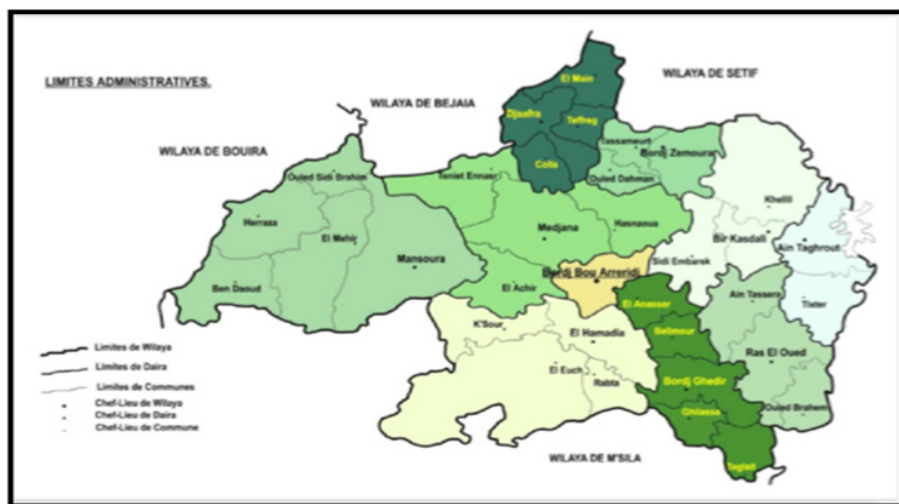 LIMITES ADMINISTRATIVES.
WILAYA DE SETIF
WILAYA DE BEJAIA
WILAYA DE BOUIRA
El Main
Djaafra
Teffreg
Colla
Tassameurt
Bordj Zemoura
Ouled Dahman
Teniet Ennasr
Ouled Sidi Brahim
Khelil
Herraza
El Mehir
Medjana
Hasnaoua
Bir Kasdali
Ain Taghrout
Mansoura
Sidi Embarek
Bordj Bou Arreridj
Ben Daoud
El Achir
El Anasser
Ain Tassera
Tixter
K'Sour
El Hamadia
Belimour
Ras El Oued
El Euch
Rabta
Bordj Ghedir
Ghilassa
Ouled Brahem
Taglait
WILAYA DE M'SILA
Limites de Wilaya
Limites de Daira
Limites de Communes
Chef-Lieu de Wilaya
Chef-Lieu de Daira
Chef-Lieu de Commune